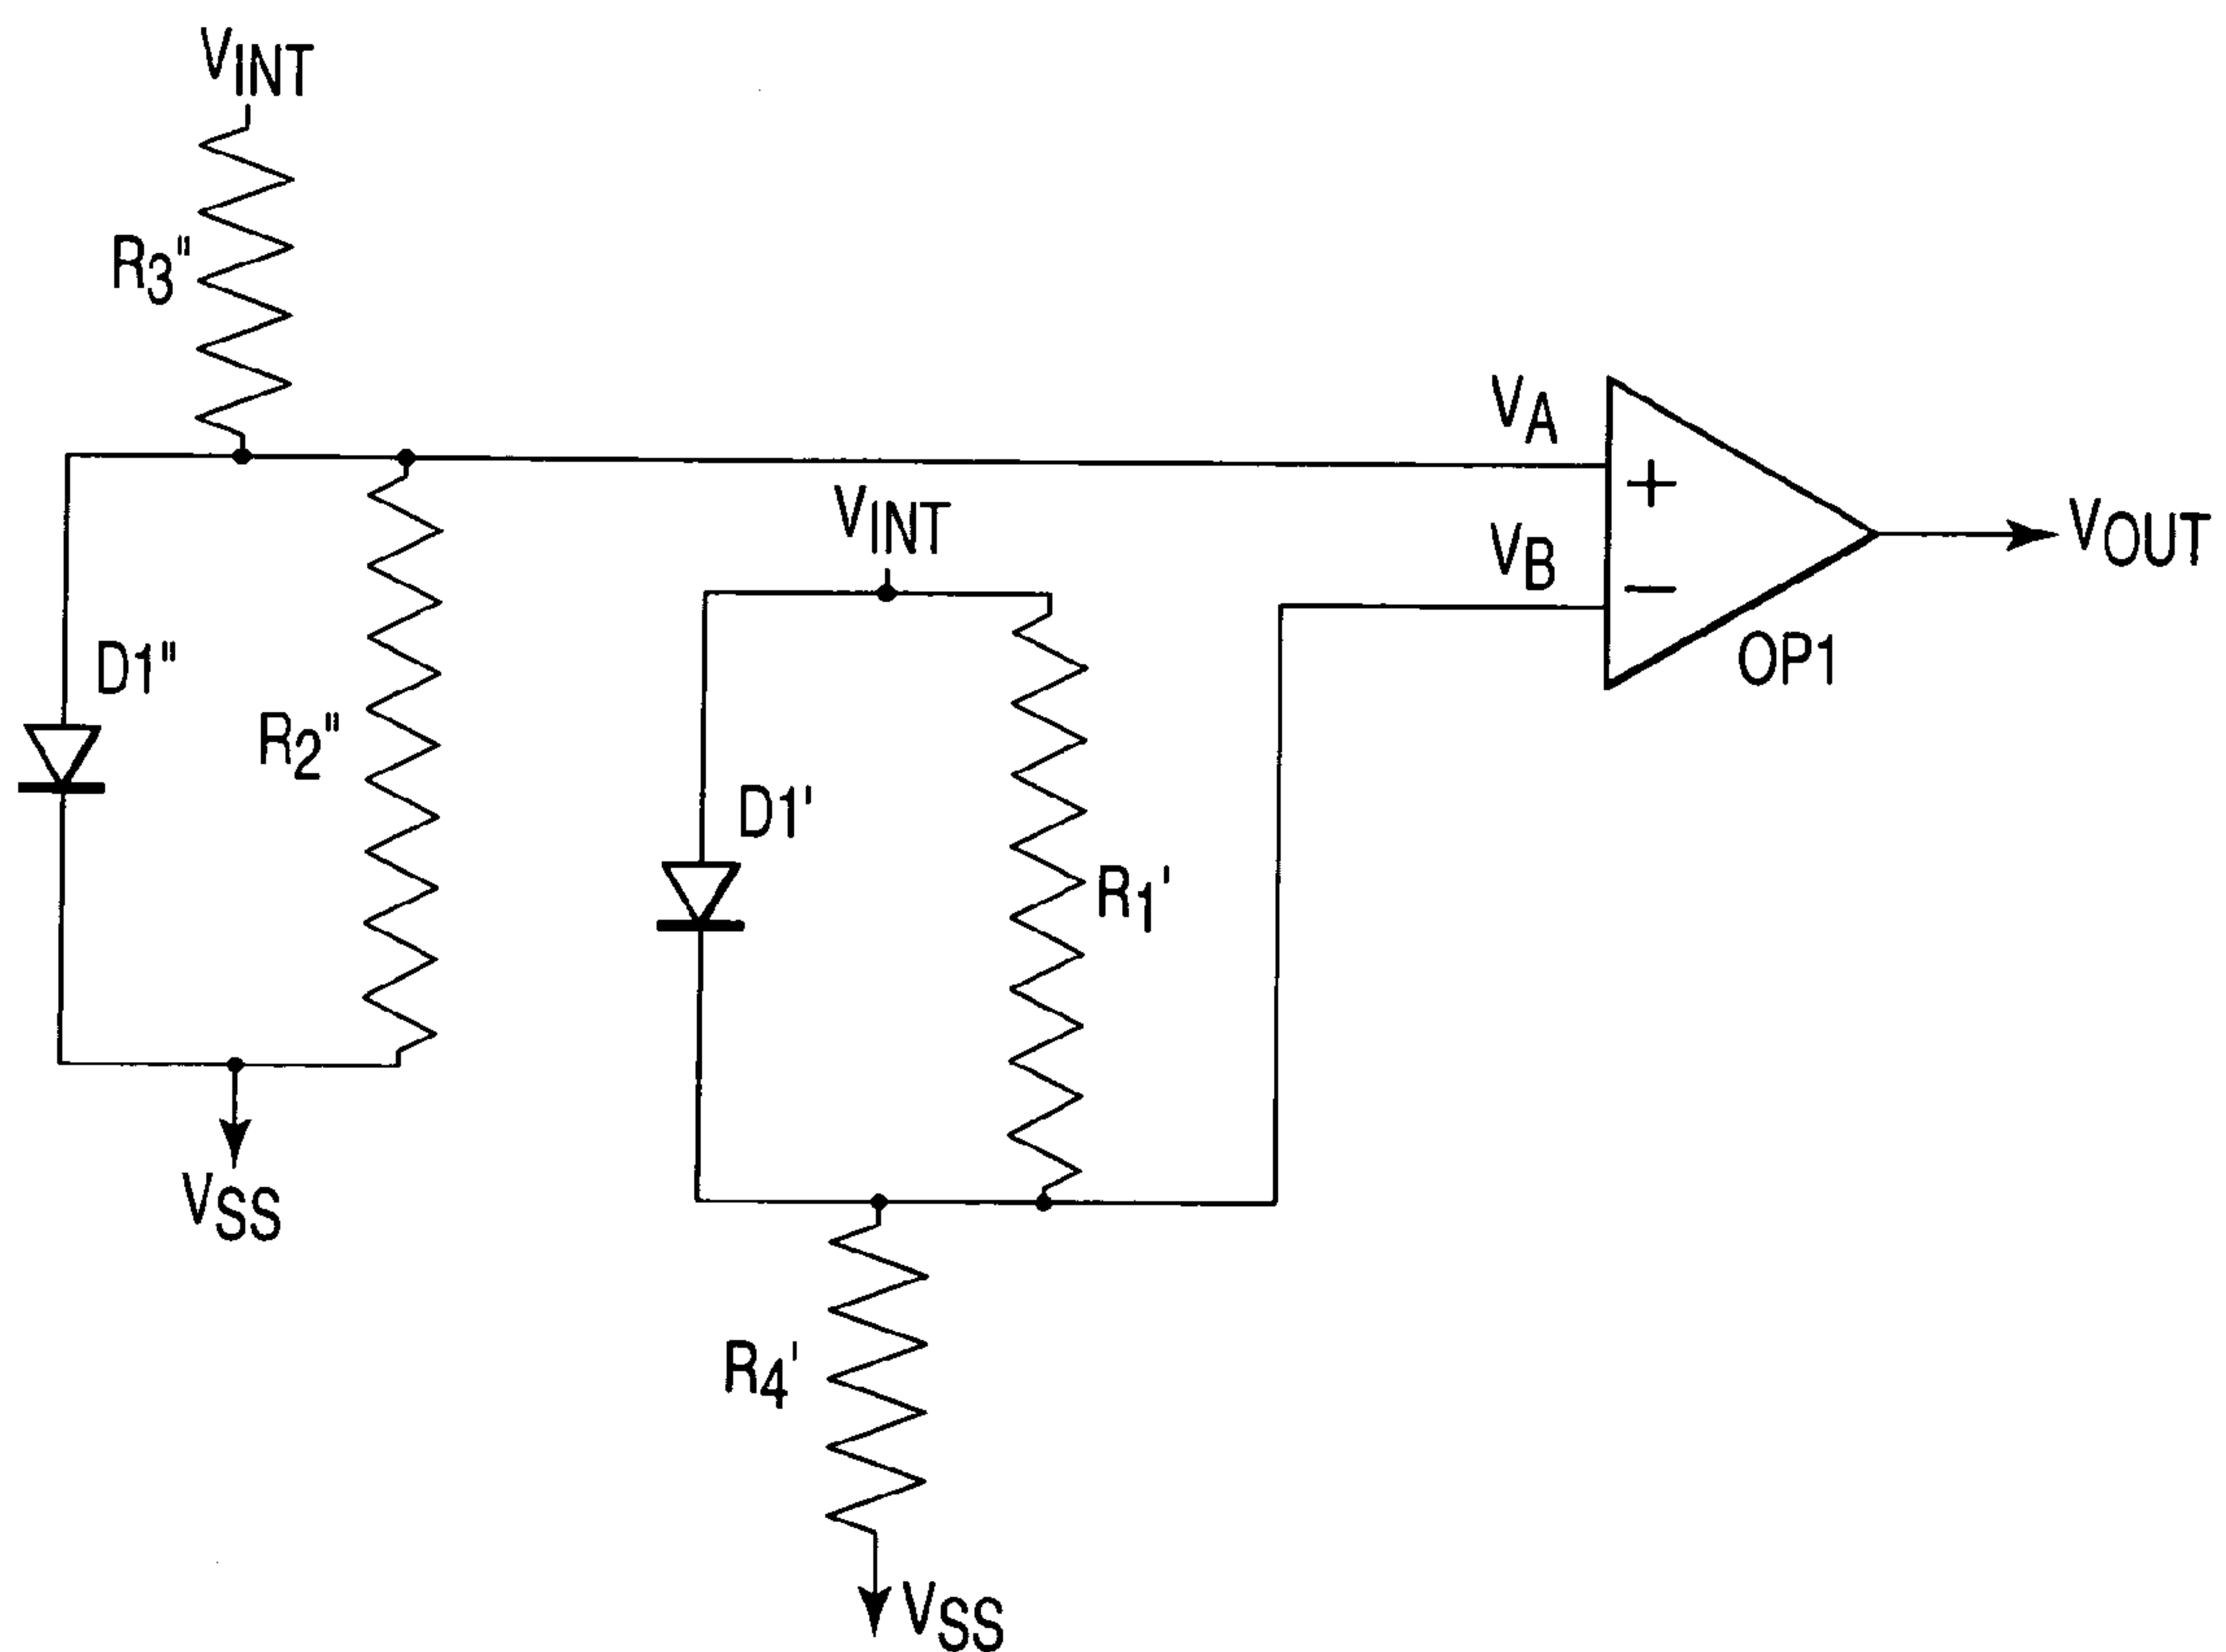 VINT
R3"
VA
+
VINT
VB
−
VOUT
OP1
D1"
R2"
D1'
R1'
VSS
R4'
VSS